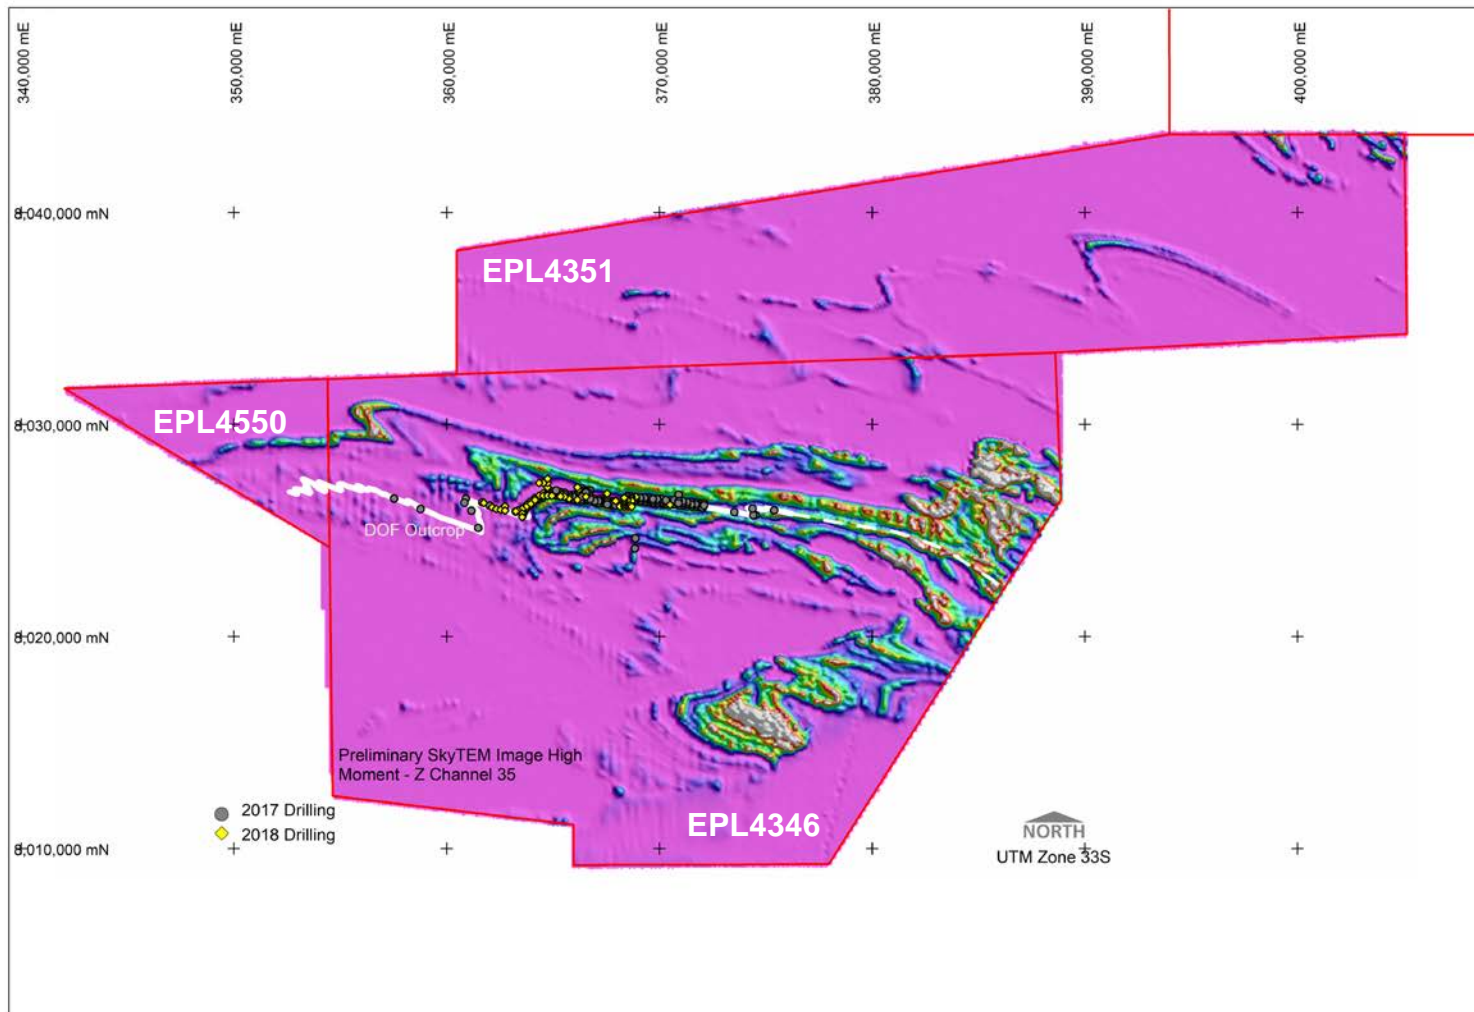 340,000 mE
350,000 mE
360,000 mE
370,000 mE
380,000 mE
390,000 mE
400,000 mE
8,040,000 mN
EPL4351
EPL4550
8,030,000 mN
DOF Outcrop
8,020,000 mN
Preliminary SkyTEM Image High
Moment - Z Channel 35
2017 Drilling
2018 Drilling
EPL4346
NORTH
8,010,000 mN
UTM Zone 33S